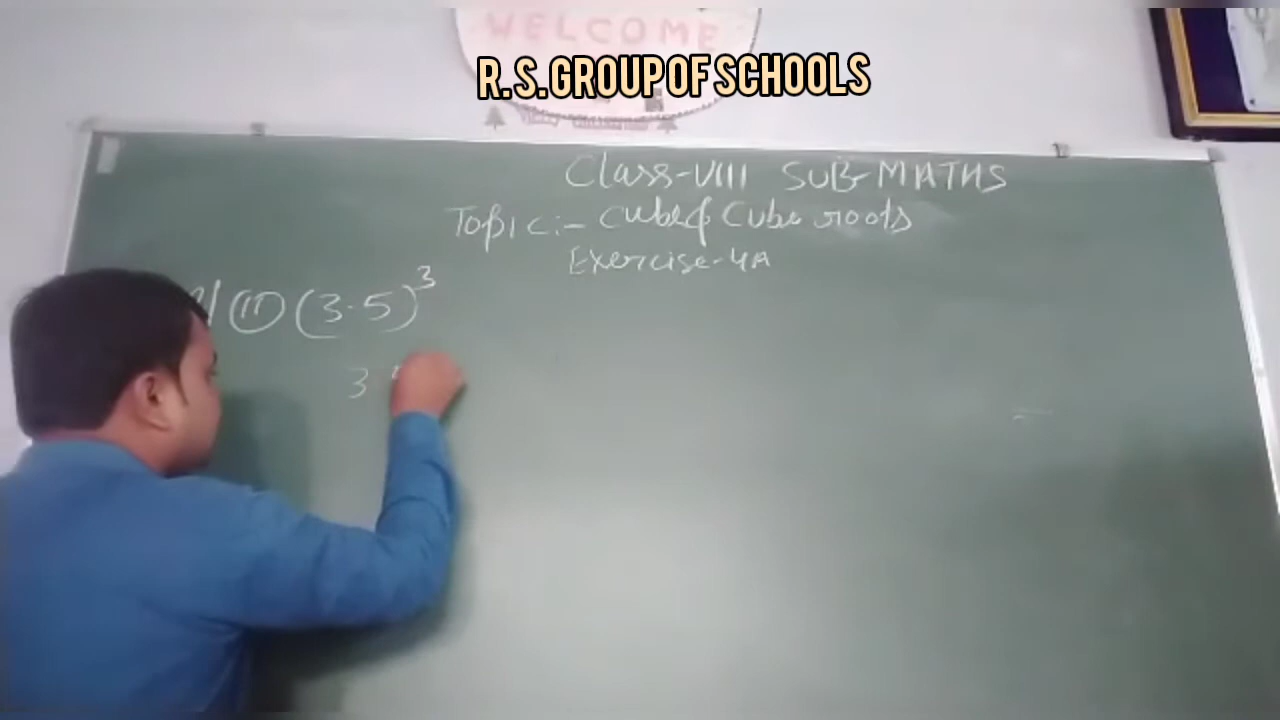 WELCOME
R.S. GROUP OF SCHOOLS
Class-VIII SUB-MATHS
Topic:- Cube & Cube roots
Exercise-4A
(ii) (3.5)³
3